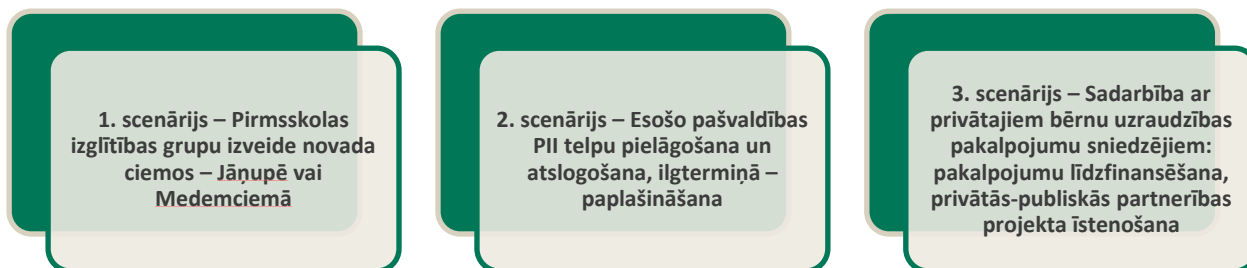 1. scenārijs – Pirmsskolas
izglītības grupu izveide novada
ciemos – Jāņupē vai
Medemciemā
2. scenārijs – Esošo pašvaldības
PII telpu pielāgošana un
atslogošana, ilgtermiņā –
paplašināšana
3. scenārijs – Sadarbība ar
privātajiem bērnu uzraudzības
pakalpojumu sniedzējiem:
pakalpojumu līdzfinansēšana,
privātās-publiskās partnerības
projekta īstenošana